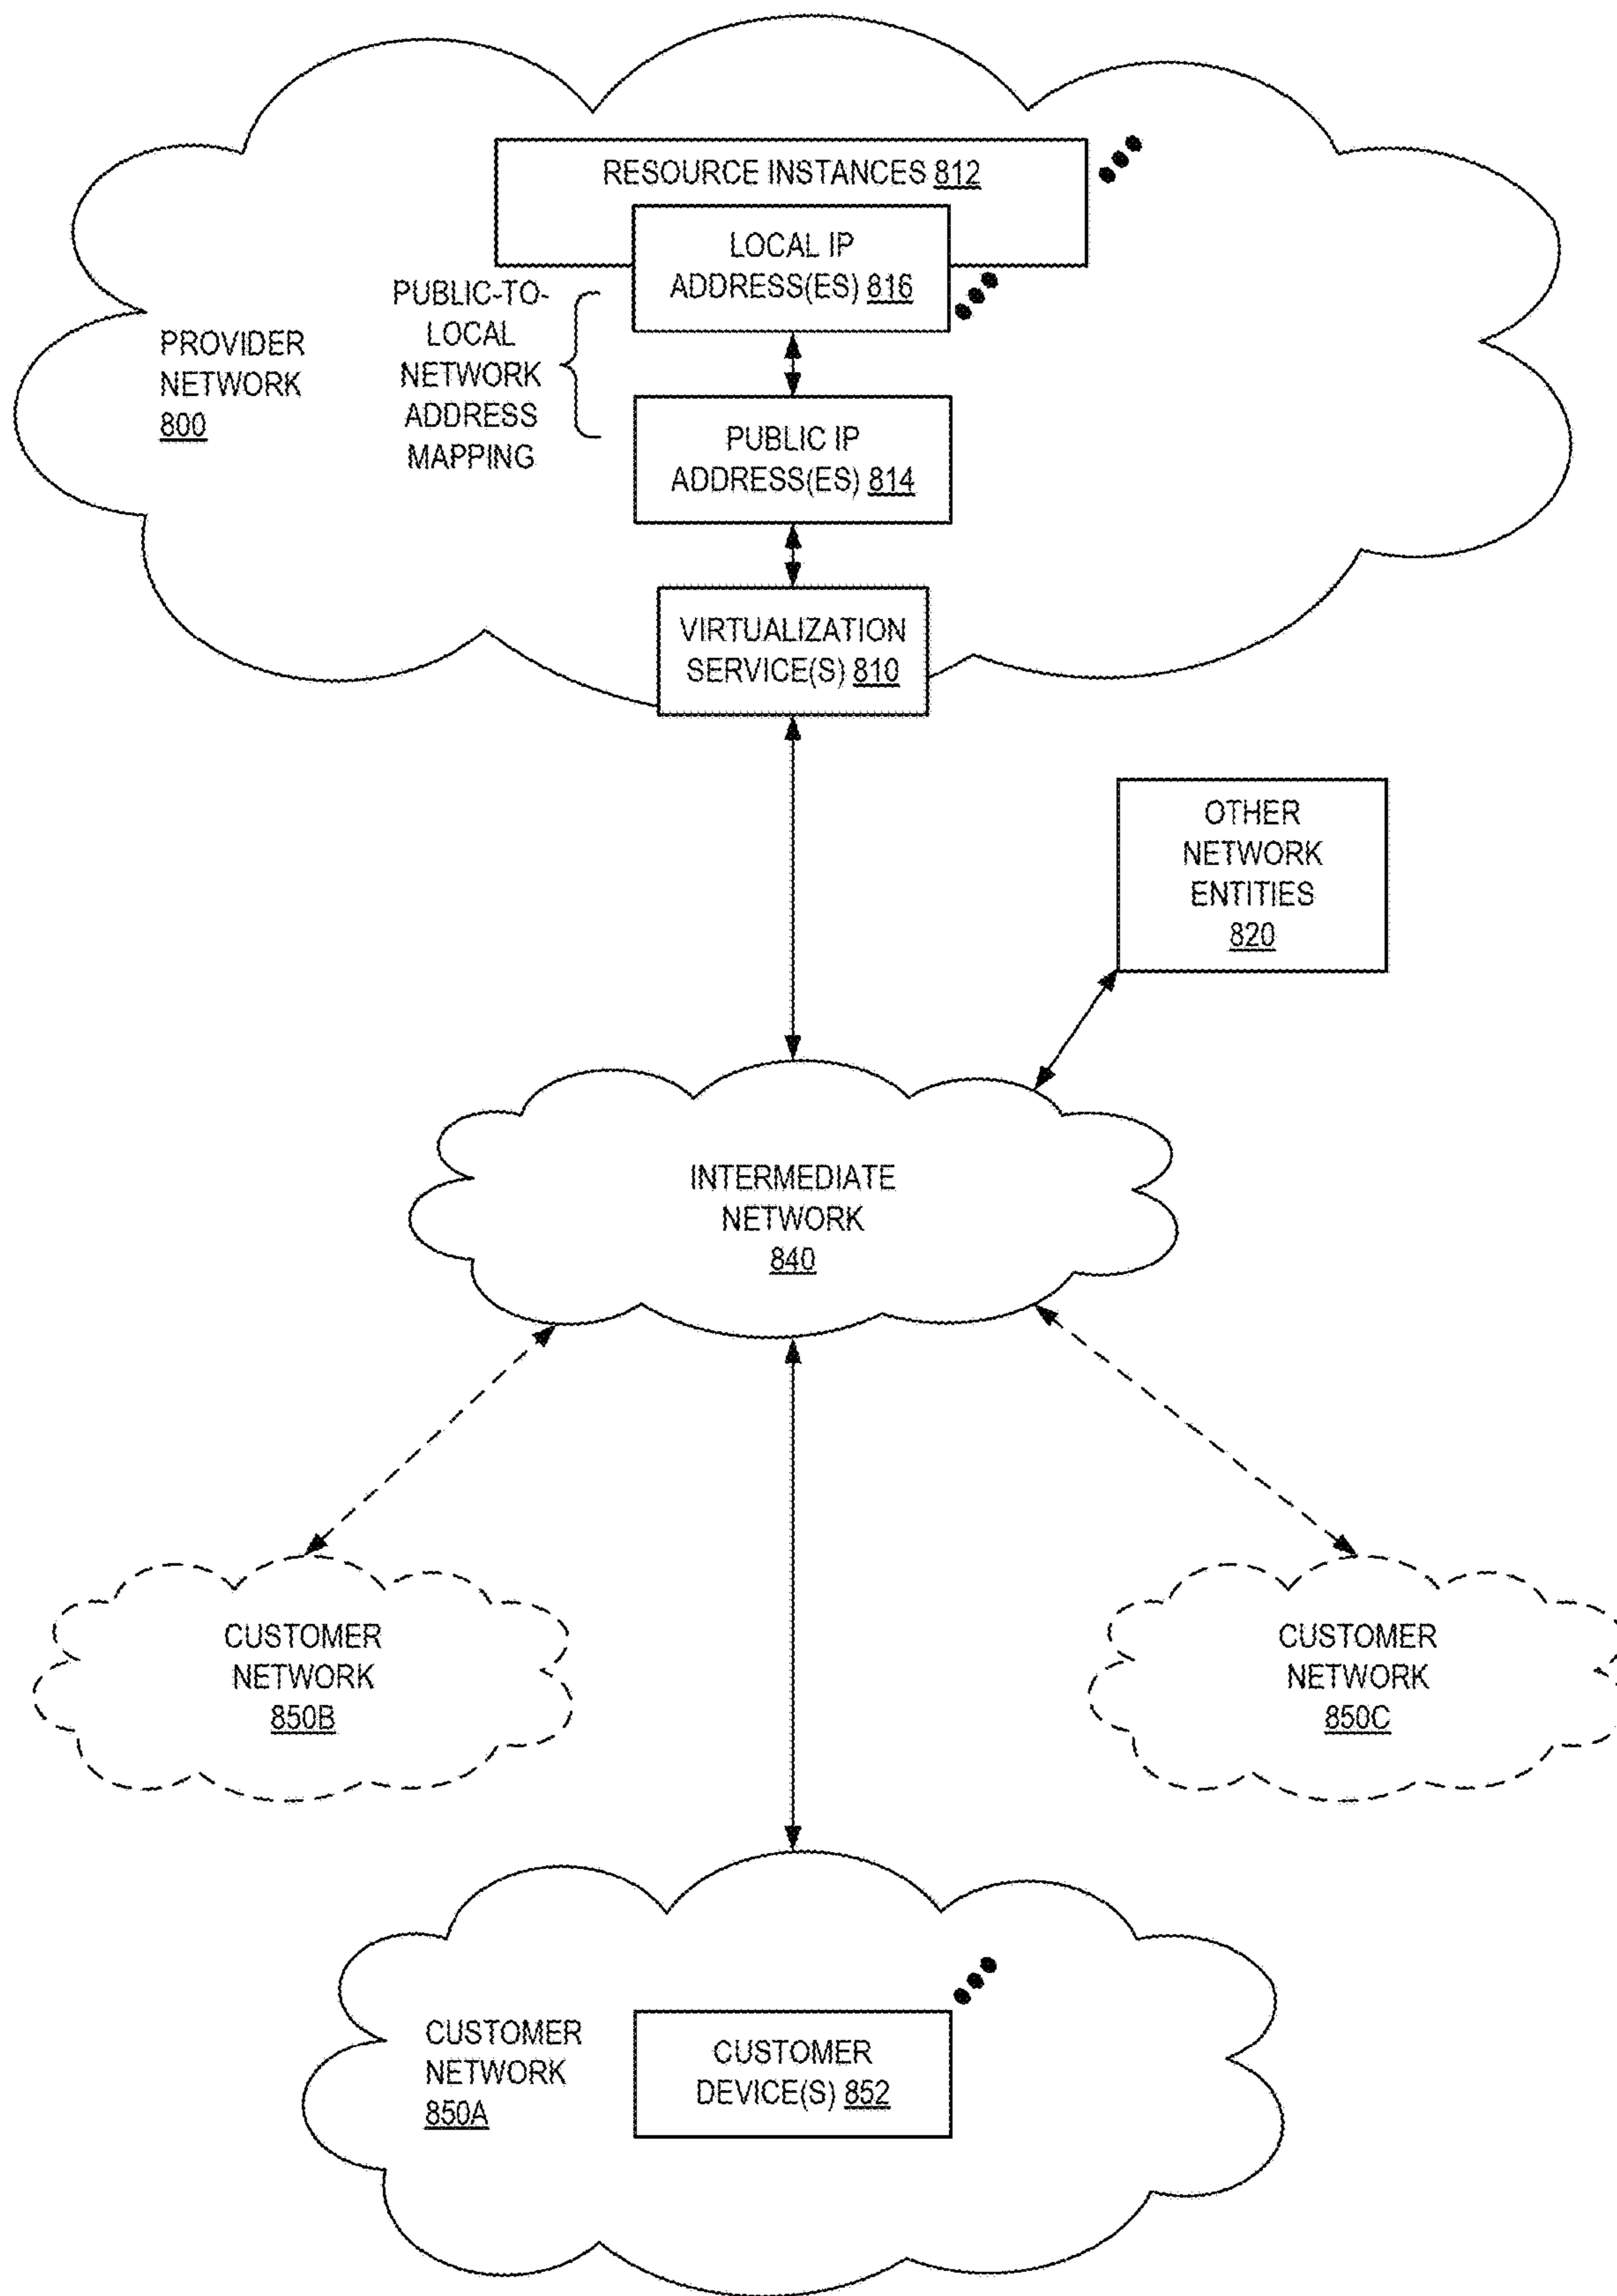 RESOURCE INSTANCES 812
LOCAL IP
ADDRESS(ES) 816
PUBLIC-TO-
LOCAL
NETWORK
ADDRESS
MAPPING
PROVIDER
NETWORK
800
PUBLIC IP
ADDRESS(ES) 814
VIRTUALIZATION
SERVICE(S) 810
OTHER
NETWORK
ENTITIES
820
INTERMEDIATE
NETWORK
840
CUSTOMER
NETWORK
850B
CUSTOMER
NETWORK
850C
CUSTOMER
NETWORK
850A
CUSTOMER
DEVICE(S) 852